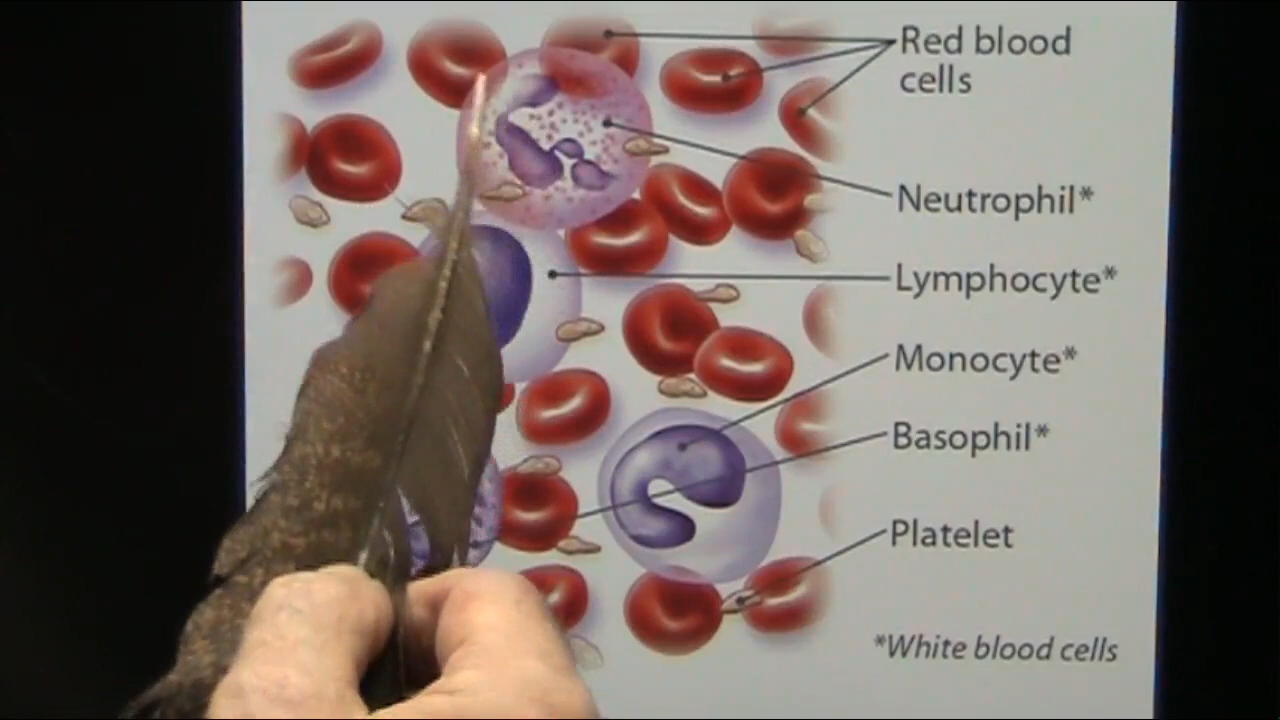 Red blood
cells
Neutrophil*
Lymphocyte*
Monocyte*
Basophil*
Platelet
*White blood cells